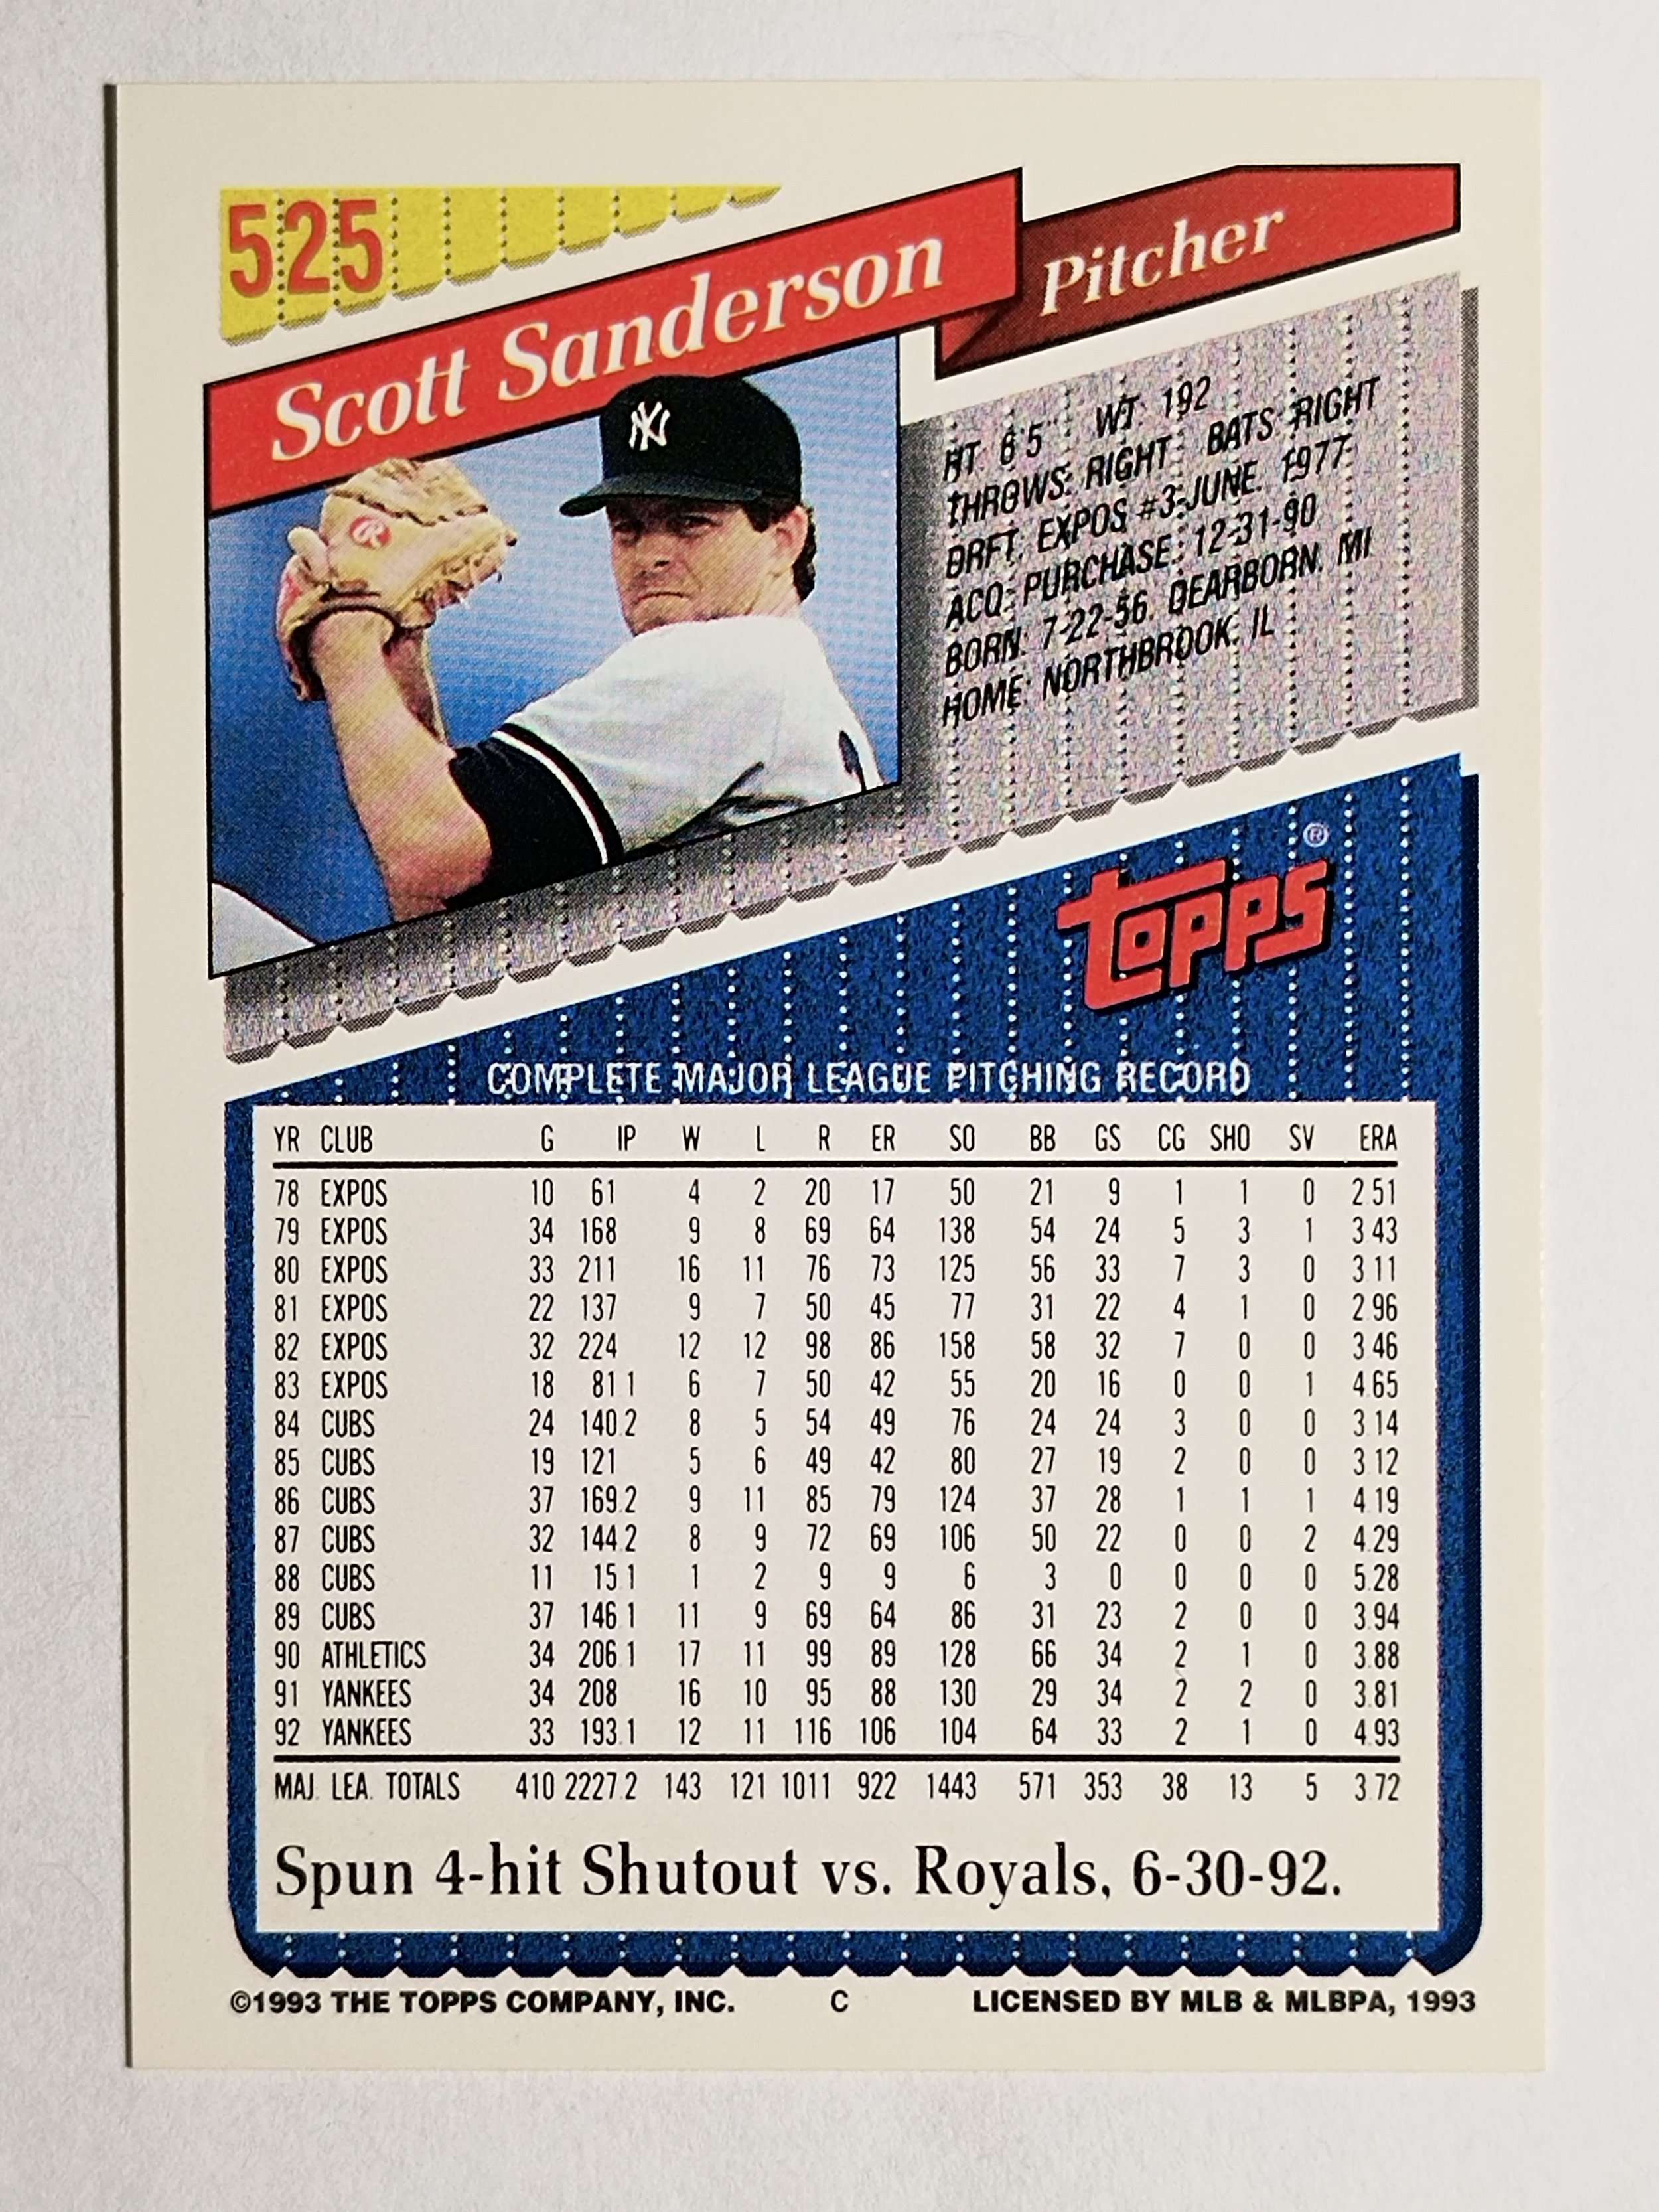 525
Scott Sanderson
Pitcher
NY
R
HT: 6'5" WT: 192
THROWS: RIGHT BATS: RIGHT
DRFT: EXPOS #3-JUNE, 1977
ACQ: PURCHASE: 12-31-90
BORN: 7-22-56, DEARBORN, MI
HOME: NORTHBROOK, IL
TOPPS®
COMPLETE MAJOR LEAGUE PITCHING RECORD
YR CLUB G IP W L R ER SO BB GS CG SHO SV ERA
78 EXPOS 10 61 4 2 20 17 50 21 9 1 1 0 2.51
79 EXPOS 34 168 9 8 69 64 138 54 24 5 3 1 3.43
80 EXPOS 33 211 16 11 76 73 125 56 33 7 3 0 3.11
81 EXPOS 22 137 9 7 50 45 77 31 22 4 1 0 2.96
82 EXPOS 32 224 12 12 98 86 158 58 32 7 0 0 3.46
83 EXPOS 18 81.1 6 7 50 42 55 20 16 0 0 1 4.65
84 CUBS 24 140.2 8 5 54 49 76 24 24 3 0 0 3.14
85 CUBS 19 121 5 6 49 42 80 27 19 2 0 0 3.12
86 CUBS 37 169.2 9 11 85 79 124 37 28 1 1 1 4.19
87 CUBS 32 144.2 8 9 72 69 106 50 22 0 0 2 4.29
88 CUBS 11 15.1 1 2 9 9 6 3 0 0 0 0 5.28
89 CUBS 37 146.1 11 9 69 64 86 31 23 2 0 0 3.94
90 ATHLETICS 34 206.1 17 11 99 89 128 66 34 2 1 0 3.88
91 YANKEES 34 208 16 10 95 88 130 29 34 2 2 0 3.81
92 YANKEES 33 193.1 12 11 116 106 104 64 33 2 1 0 4.93
MAJ. LEA. TOTALS 410 2227.2 143 121 1011 922 1443 571 353 38 13 5 3.72
Spun 4-hit Shutout vs. Royals, 6-30-92.
©1993 THE TOPPS COMPANY, INC. C LICENSED BY MLB & MLBPA, 1993